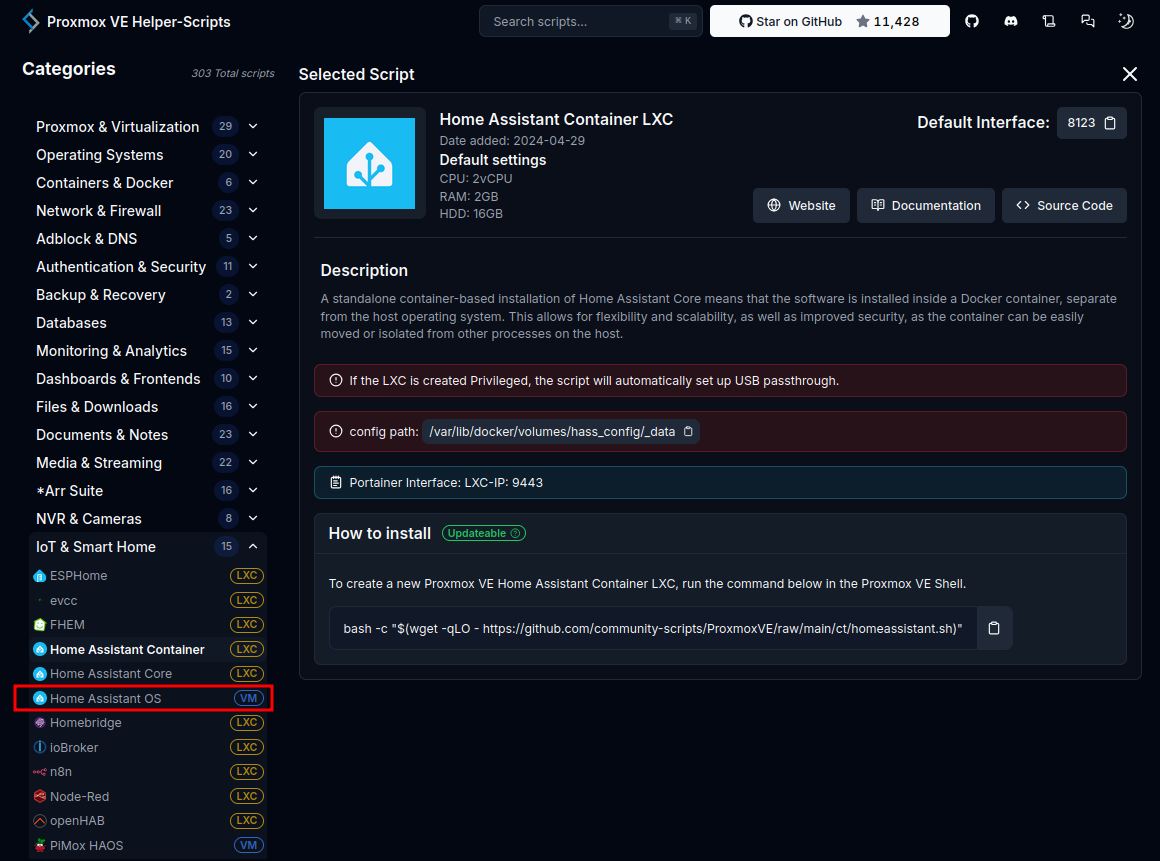 Proxmox VE Helper-Scripts
Search scripts...
⌘ K
Star on GitHub 11,428
Categories
303 Total scripts
Proxmox & Virtualization 29
Operating Systems 20
Containers & Docker 6
Network & Firewall 23
Adblock & DNS 5
Authentication & Security 11
Backup & Recovery 2
Databases 13
Monitoring & Analytics 15
Dashboards & Frontends 10
Files & Downloads 16
Documents & Notes 23
Media & Streaming 22
*Arr Suite 16
NVR & Cameras 8
IoT & Smart Home 15
ESPHome LXC
evcc LXC
FHEM LXC
Home Assistant Container LXC
Home Assistant Core LXC
Home Assistant OS VM
Homebridge LXC
ioBroker LXC
n8n LXC
Node-Red LXC
openHAB LXC
PiMox HAOS VM
Selected Script
Home Assistant Container LXC
Date added: 2024-04-29
Default settings
CPU: 2vCPU
RAM: 2GB
HDD: 16GB
Default Interface: 8123
Website
Documentation
Source Code
Description
A standalone container-based installation of Home Assistant Core means that the software is installed inside a Docker container, separate
from the host operating system. This allows for flexibility and scalability, as well as improved security, as the container can be easily
moved or isolated from other processes on the host.
If the LXC is created Privileged, the script will automatically set up USB passthrough.
config path: /var/lib/docker/volumes/hass_config/_data
Portainer Interface: LXC-IP: 9443
How to install Updateable
To create a new Proxmox VE Home Assistant Container LXC, run the command below in the Proxmox VE Shell.
bash -c "$(wget -qLO - https://github.com/community-scripts/ProxmoxVE/raw/main/ct/homeassistant.sh)"